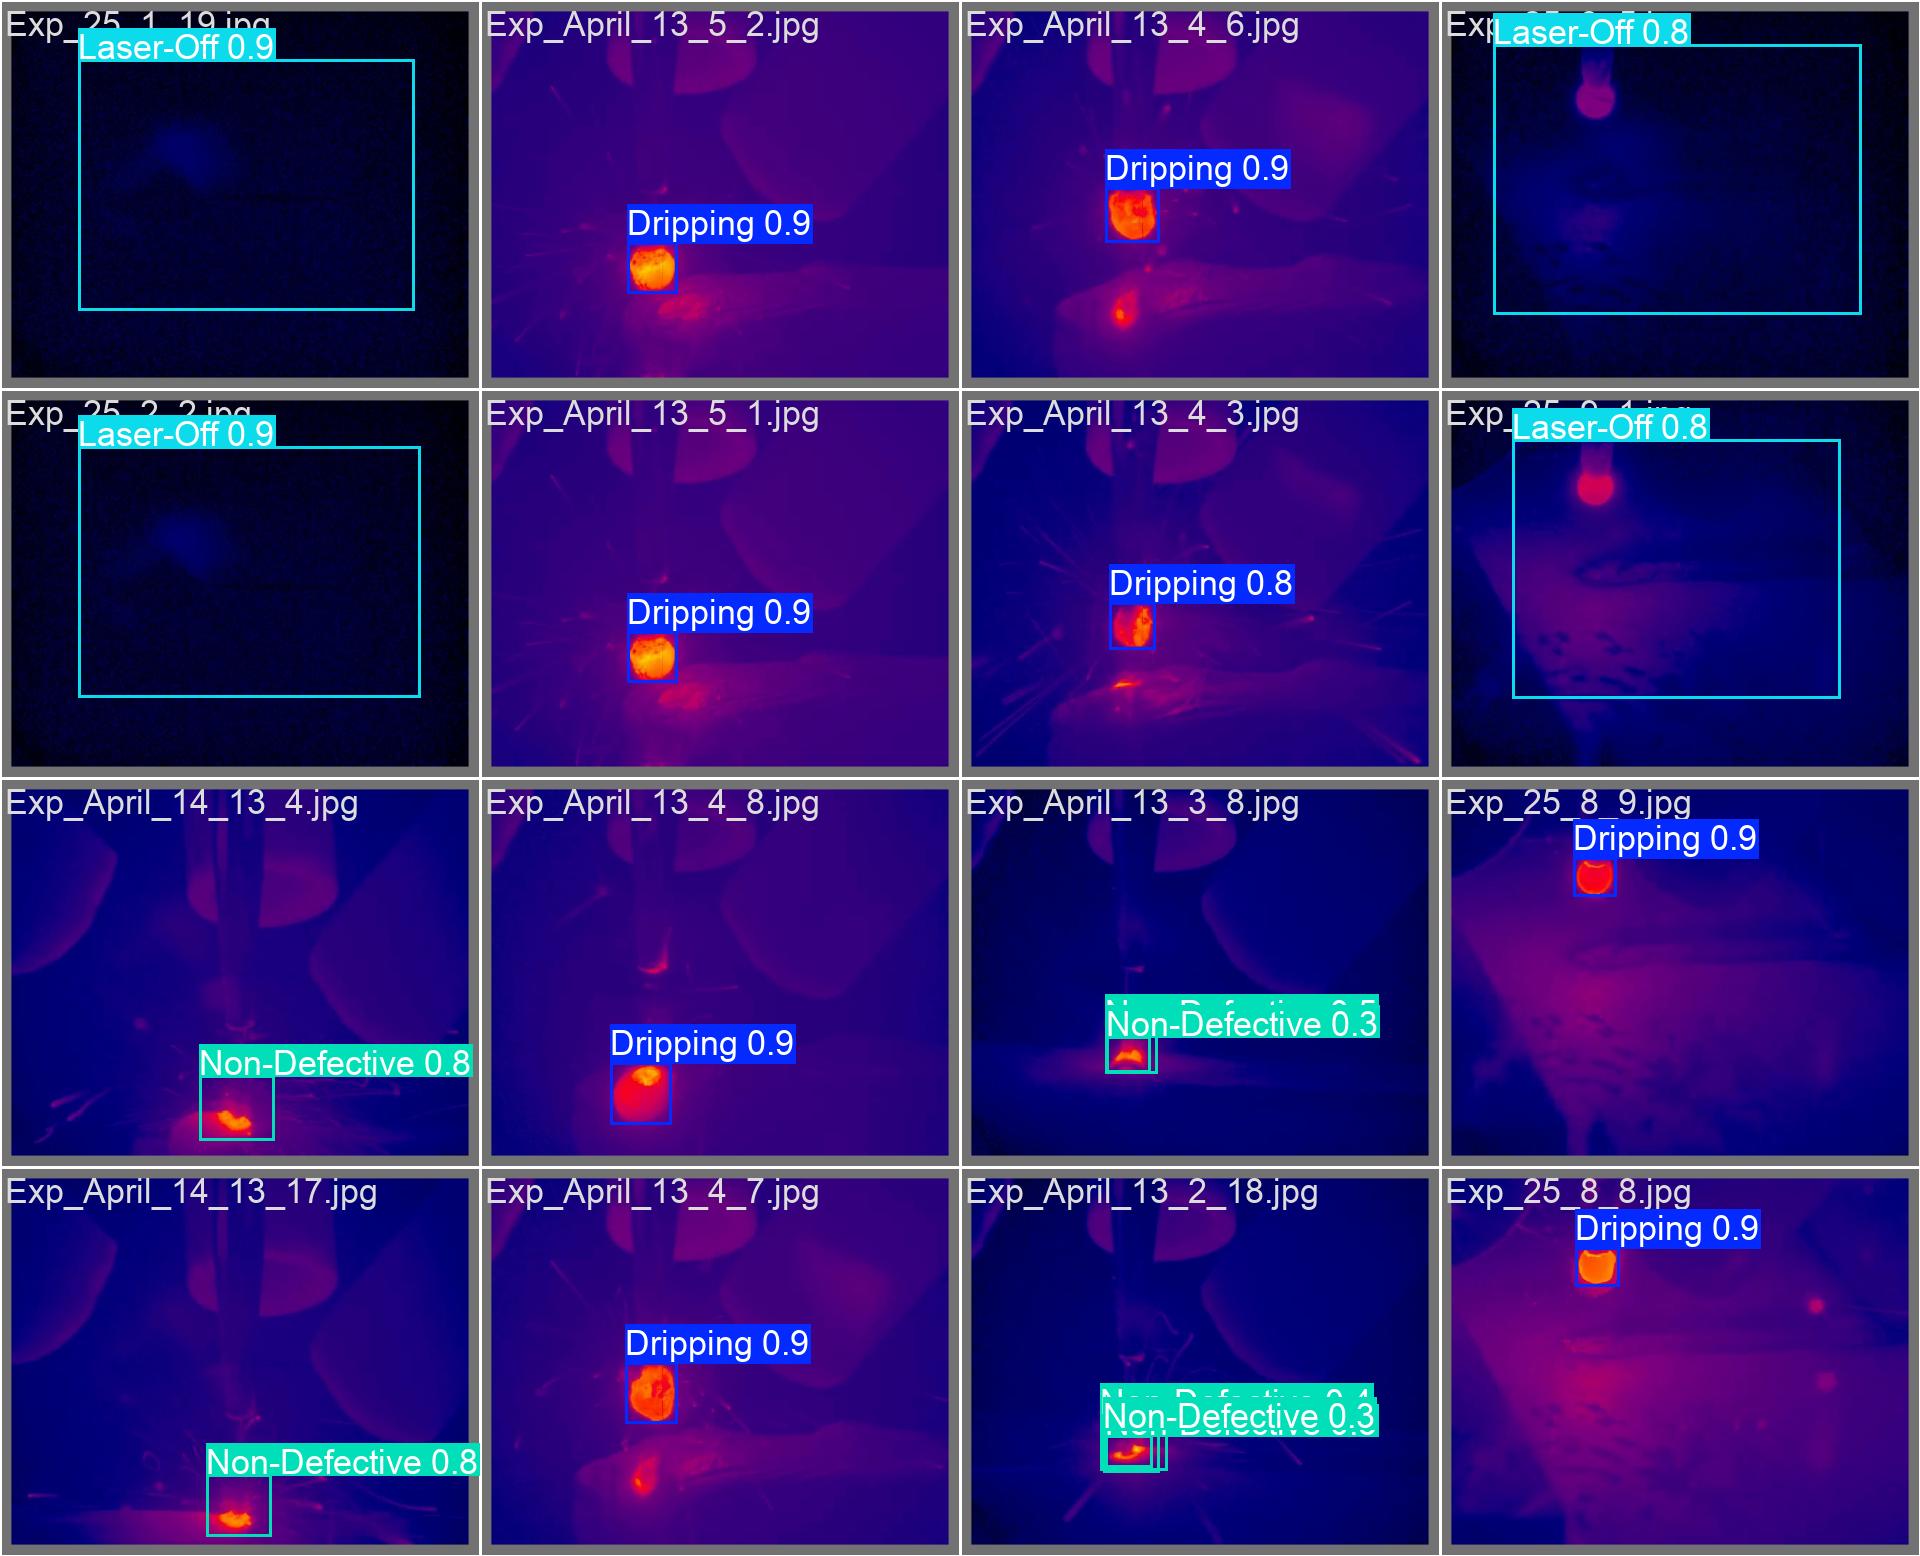 Exp_25_1_19.jpg
Laser-Off 0.9
Exp_April_13_5_2.jpg
Dripping 0.9
Exp_April_13_4_6.jpg
Dripping 0.9
Laser-Off 0.8
Exp_25_2_2.jpg
Laser-Off 0.9
Exp_April_13_5_1.jpg
Dripping 0.9
Exp_April_13_4_3.jpg
Dripping 0.8
Laser-Off 0.8
Exp_April_14_13_4.jpg
Non-Defective 0.8
Exp_April_13_4_8.jpg
Dripping 0.9
Exp_April_13_3_8.jpg
Non-Defective 0.3
Exp_25_8_9.jpg
Dripping 0.9
Exp_April_14_13_17.jpg
Non-Defective 0.8
Exp_April_13_4_7.jpg
Dripping 0.9
Exp_April_13_2_18.jpg
Non-Defective 0.3
Exp_25_8_8.jpg
Dripping 0.9